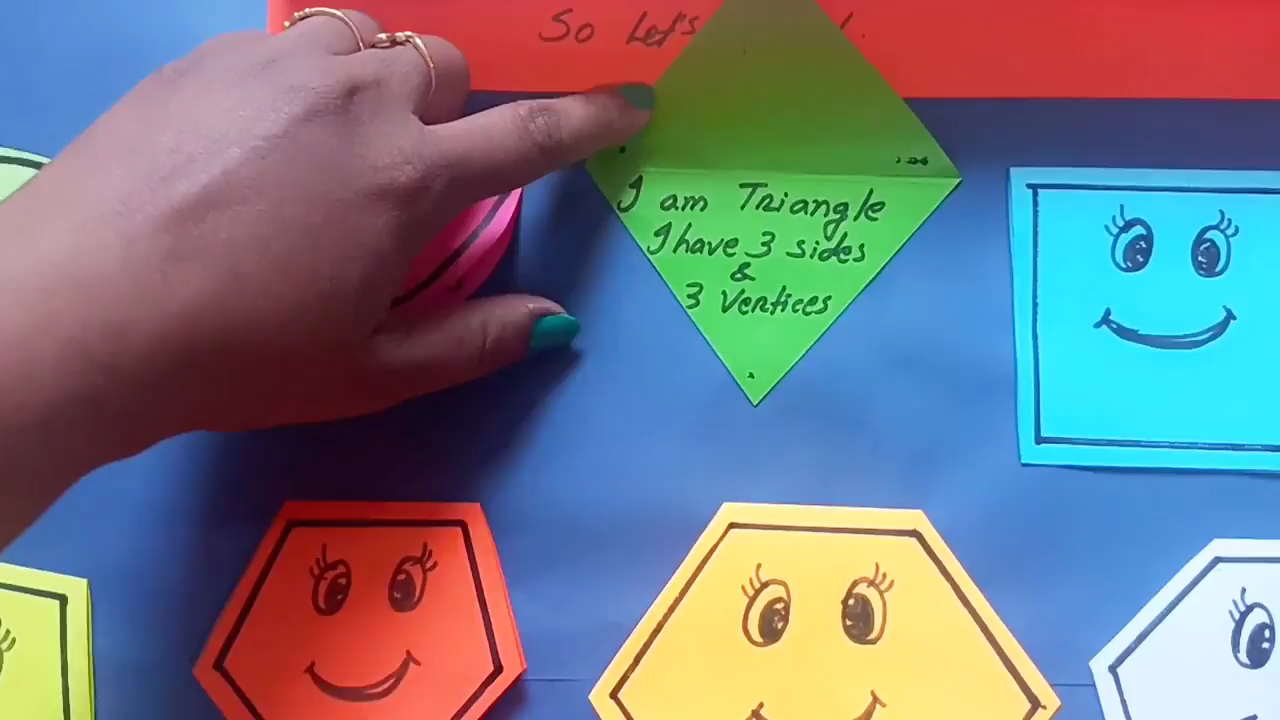 So Let's
I am Triangle
I have 3 sides
&
3 Vertices